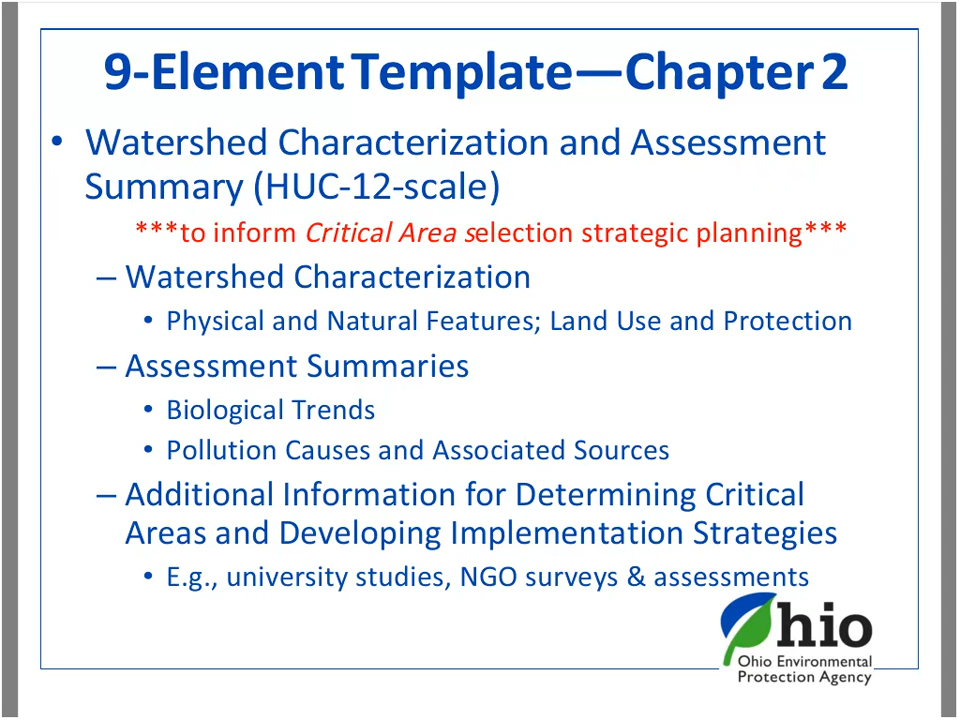 9-Element Template—Chapter 2
• Watershed Characterization and Assessment
Summary (HUC-12-scale)
***to inform Critical Area selection strategic planning***
– Watershed Characterization
• Physical and Natural Features; Land Use and Protection
– Assessment Summaries
• Biological Trends
• Pollution Causes and Associated Sources
– Additional Information for Determining Critical
Areas and Developing Implementation Strategies
• E.g., university studies, NGO surveys & assessments
Ohio
Ohio Environmental
Protection Agency